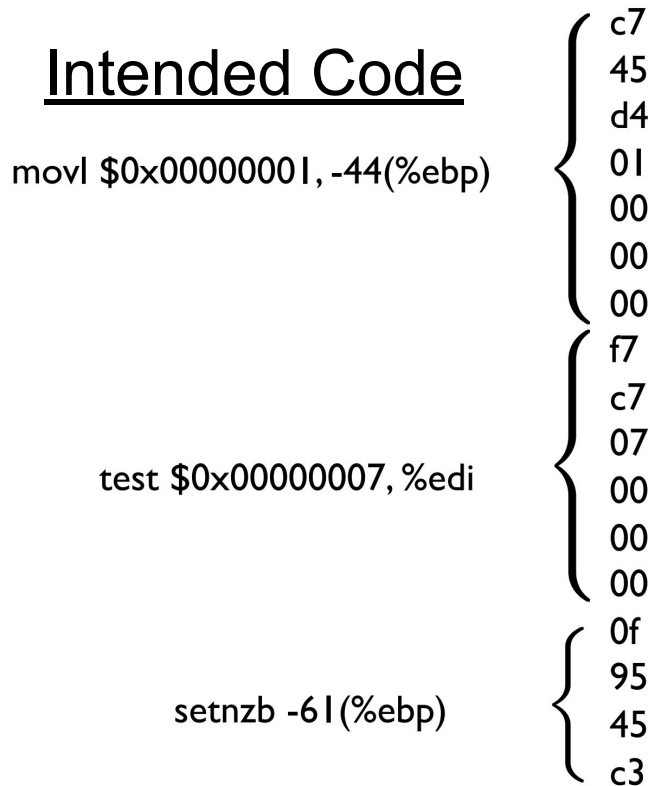 Intended Code
movl $0x00000001, -44(%ebp)
c7
45
d4
01
00
00
00
test $0x00000007, %edi
f7
c7
07
00
00
00
setnzb -61(%ebp)
0f
95
45
c3